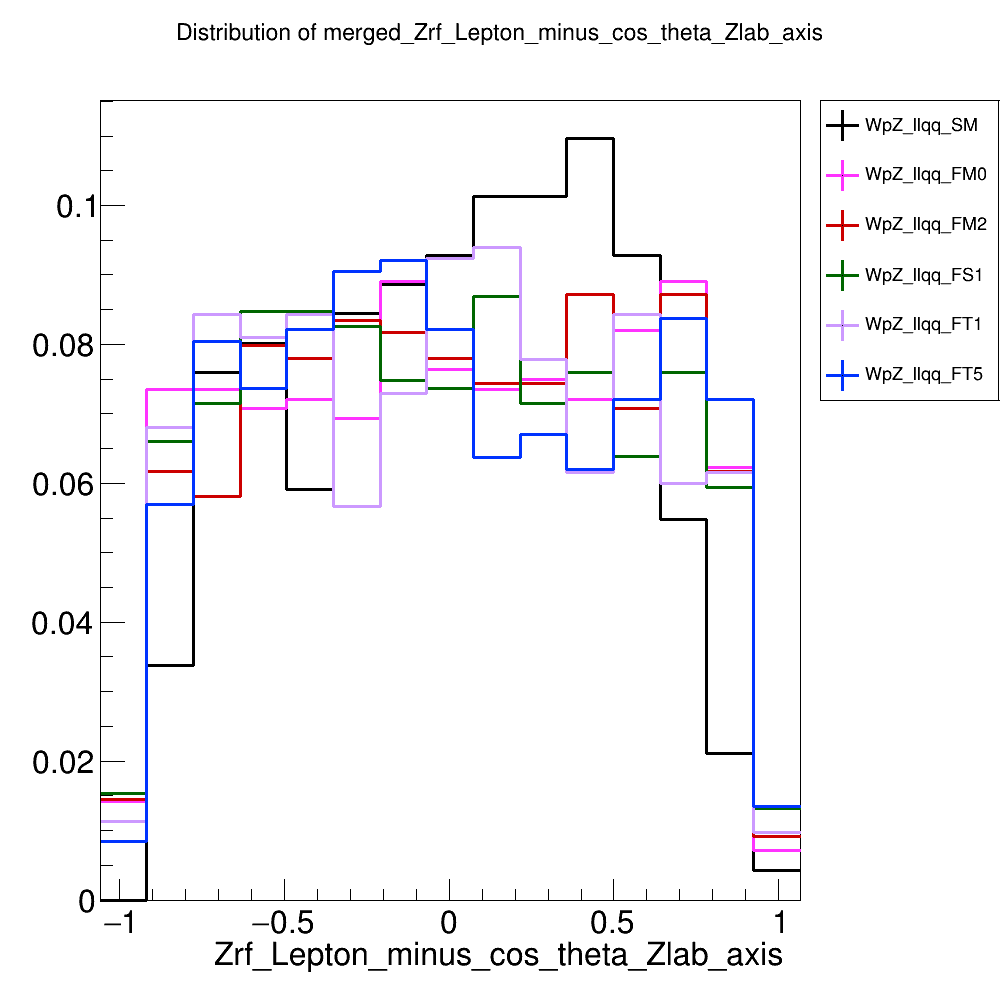 Distribution of merged_Zrf_Lepton_minus_cos_theta_Zlab_axis
WpZ_llqq_SM
WpZ_llqq_FM0
WpZ_llqq_FM2
WpZ_llqq_FS1
WpZ_llqq_FT1
WpZ_llqq_FT5
0.1
0.08
0.06
0.04
0.02
0
−1 −0.5 0 0.5 1
Zrf_Lepton_minus_cos_theta_Zlab_axis